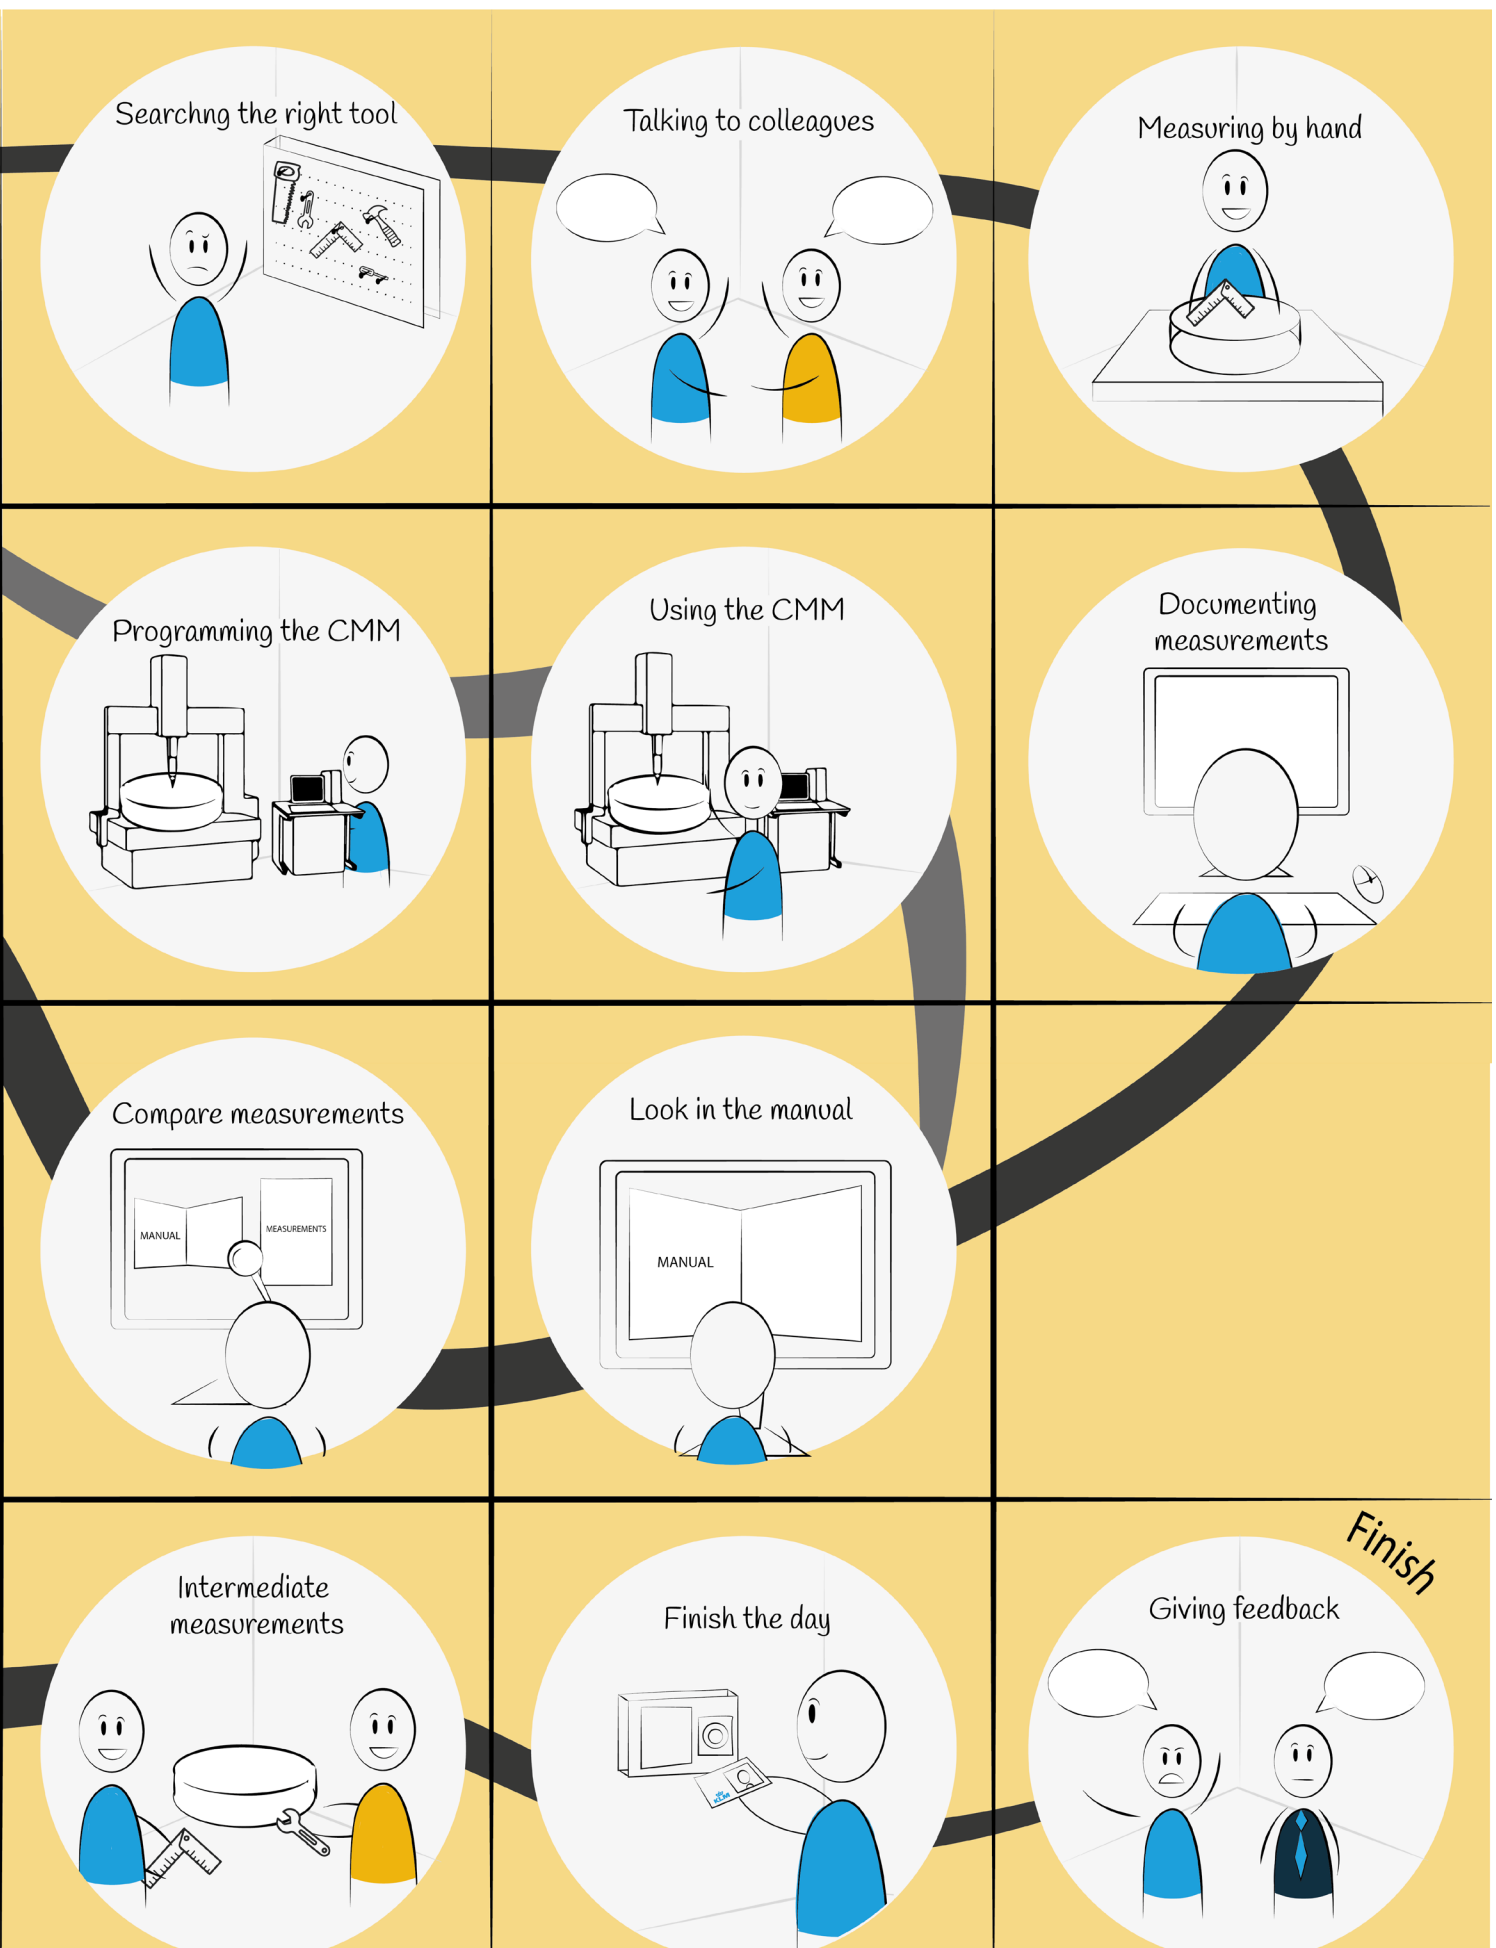 Searchng the right tool
Talking to colleagues
Measuring by hand
Programming the CMM
Using the CMM
Documenting
measurements
Compare measurements
MANUAL
MEASUREMENTS
Look in the manual
MANUAL
Intermediate
measurements
Finish the day
KLM
Finish
Giving feedback